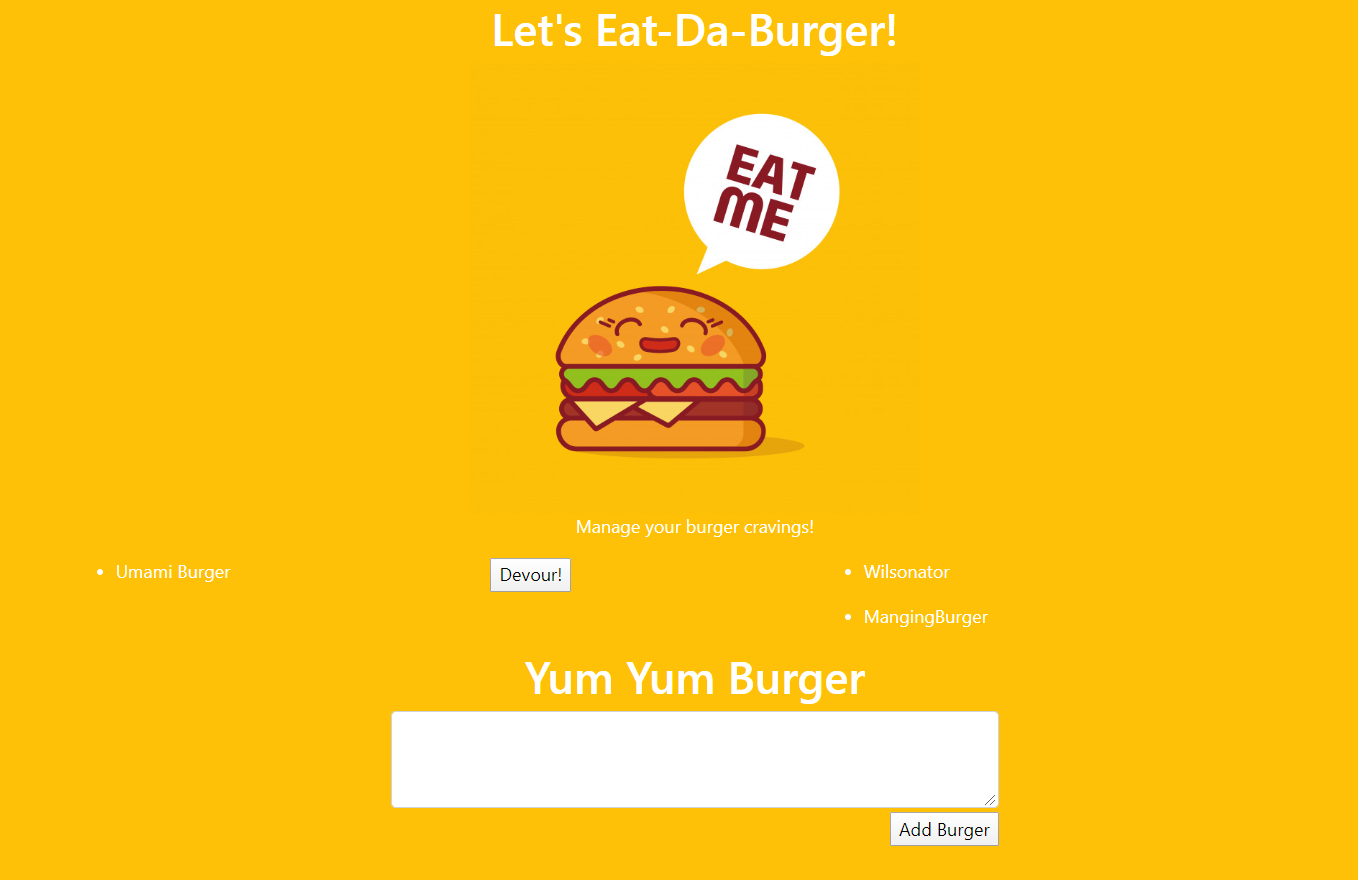 Let's Eat-Da-Burger!
EAT
ME
Manage your burger cravings!
Umami Burger
Devour!
Wilsonator
MangingBurger
Yum Yum Burger
Add Burger